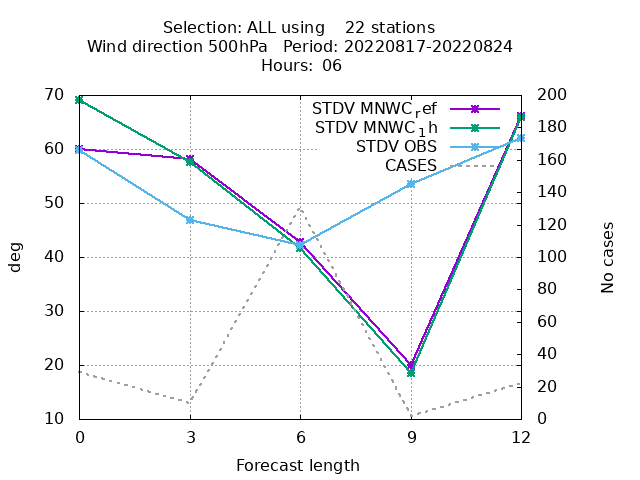 Selection: ALL using    22 stations
Wind direction 500hPa   Period: 20220817-20220824
Hours: 06
STDV MNWC_ref
STDV MNWC_1h
STDV OBS
CASES
70
60
50
40
30
20
10
deg
200
180
160
140
120
100
80
60
40
20
0
No cases
0 3 6 9 12
Forecast length